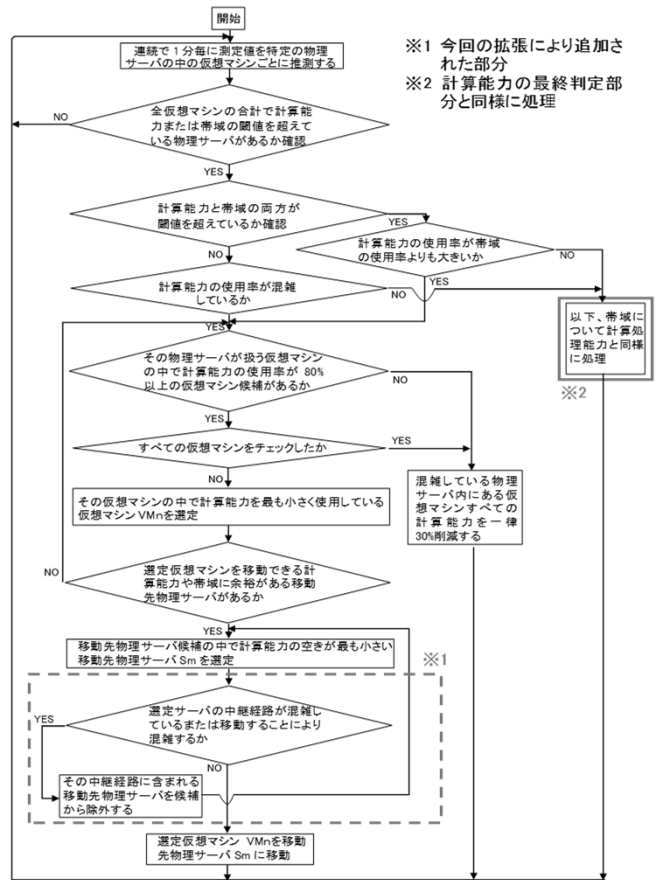 開始
連続で1分毎に測定値を特定の物理
サーバの中の仮想マシンごとに推測する
※1 今回の拡張により追加さ
れた部分
※2 計算能力の最終判定部
分と同様に処理
NO
全仮想マシンの合計で計算能
力または帯域の閾値を超えて
いる物理サーバがあるか確認
YES
計算能力と帯域の両方が
閾値を超えているか確認
YES
計算能力の使用率が帯域
の使用率よりも大きいか
NO
NO
YES
計算能力の使用率が混雑
しているか
NO
YES
以下、帯域に
ついて計算処
理能力と同様
に処理
※2
その物理サーバが扱う仮想マシン
の中で計算能力の使用率が 80%
以上の仮想マシン候補があるか
NO
YES
すべての仮想マシンをチェックしたか
YES
NO
混雑している物理
サーバ内にある仮
想マシンすべての
計算能力を一律
30%削減する
その仮想マシンの中で計算能力を最も小さく使用している
仮想マシンVMnを選定
NO
選定仮想マシンを移動できる計
算能力や帯域に余裕がある移動
先物理サーバがあるか
YES
移動先物理サーバ候補の中で計算能力の空きが最も小さい
移動先物理サーバ Sm を選定
※1
選定サーバの中継経路が混雑し
ているまたは移動することにより
混雑するか
YES
NO
その中継経路に含まれる
移動先物理サーバを候補
から除外する
選定仮想マシン VMnを移動
先物理サーバ Sm に移動